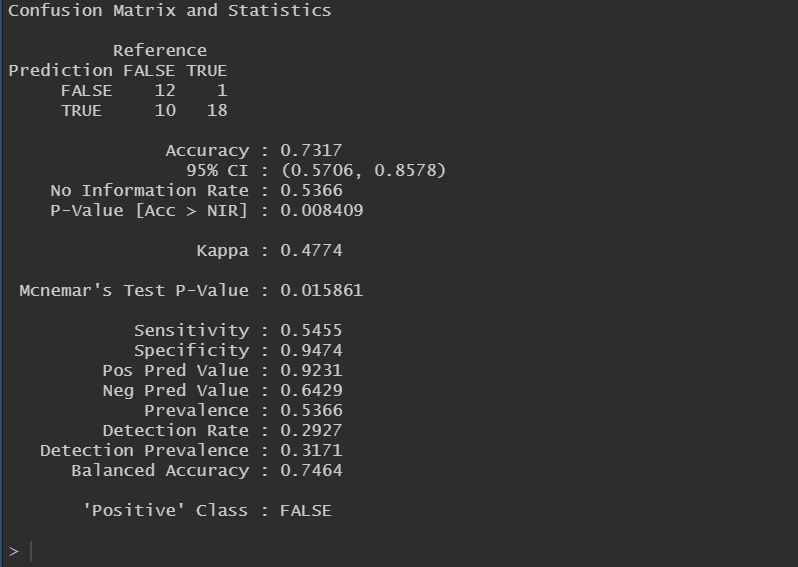 Confusion Matrix and Statistics
Reference
Prediction FALSE TRUE
FALSE 12 1
TRUE 10 18
Accuracy : 0.7317
95% CI : (0.5706, 0.8578)
No Information Rate : 0.5366
P-Value [Acc > NIR] : 0.008409
Kappa : 0.4774
Mcnemar's Test P-Value : 0.015861
Sensitivity : 0.5455
Specificity : 0.9474
Pos Pred Value : 0.9231
Neg Pred Value : 0.6429
Prevalence : 0.5366
Detection Rate : 0.2927
Detection Prevalence : 0.3171
Balanced Accuracy : 0.7464
'Positive' Class : FALSE
>